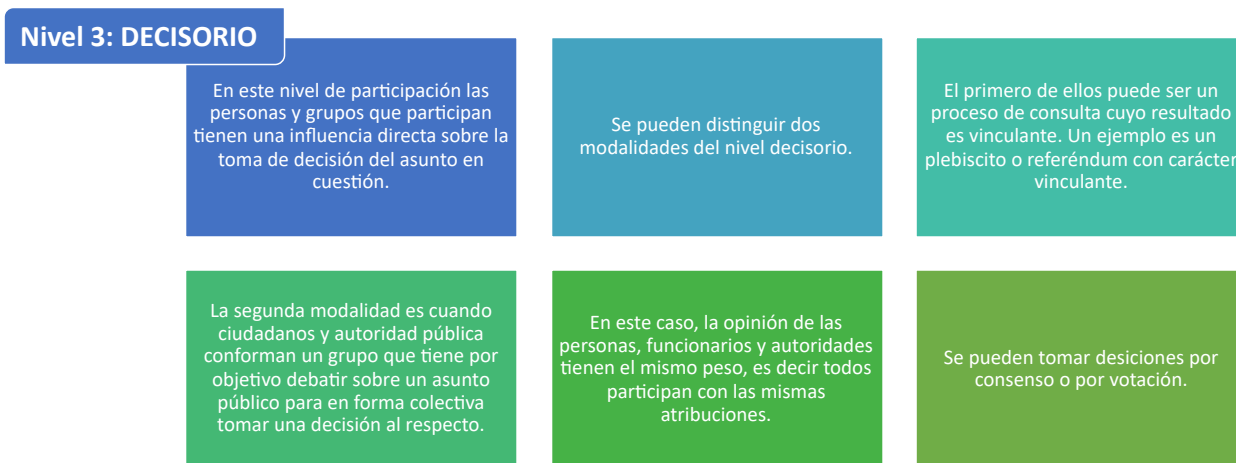 Nivel 3: DECISORIO
En este nivel de participación las
personas y grupos que participan
tienen una influencia directa sobre la
toma de decisión del asunto en
cuestión.
Se pueden distinguir dos
modalidades del nivel decisorio.
El primero de ellos puede ser un
proceso de consulta cuyo resultado
es vinculante. Un ejemplo es un
plebiscito o referéndum con carácter
vinculante.
La segunda modalidad es cuando
ciudadanos y autoridad pública
conforman un grupo que tiene por
objetivo debatir sobre un asunto
público para en forma colectiva
tomar una decisión al respecto.
En este caso, la opinión de las
personas, funcionarios y autoridades
tienen el mismo peso, es decir todos
participan con las mismas
atribuciones.
Se pueden tomar desiciones por
consenso o por votación.